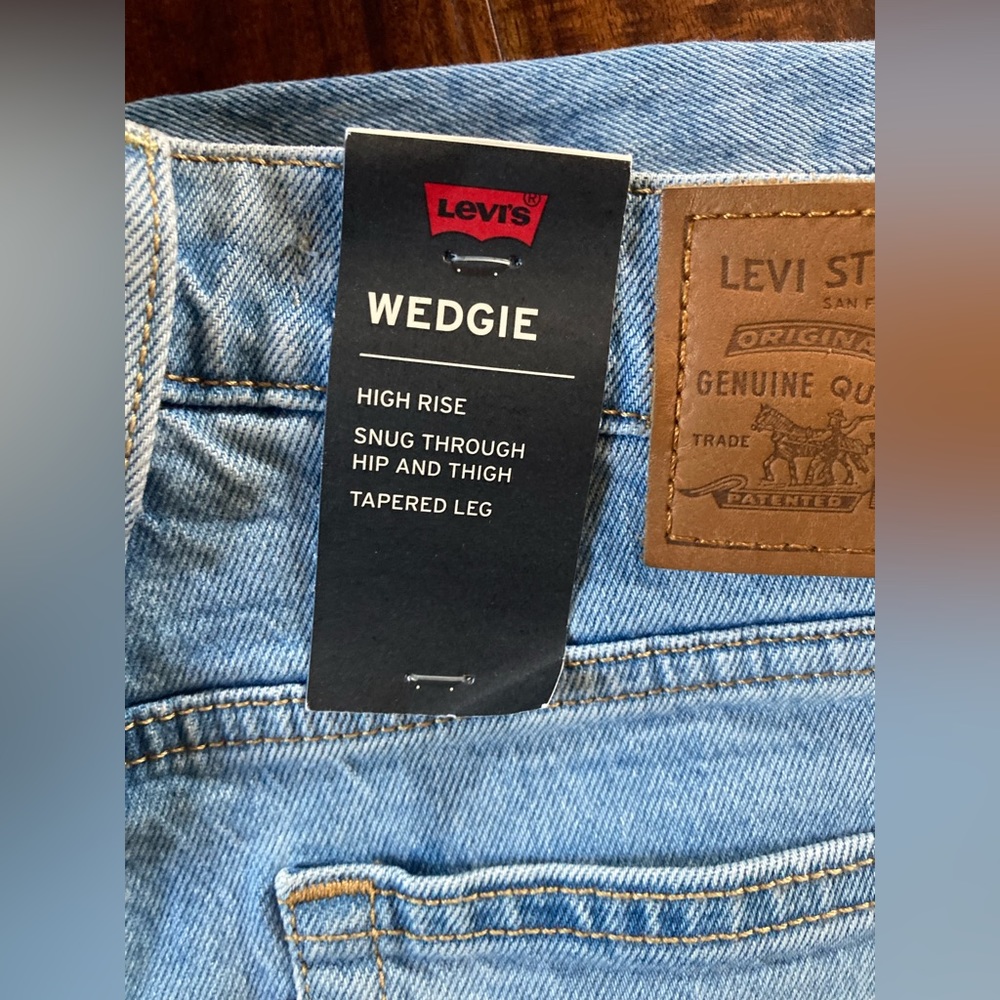 Levi's®
WEDGIE
HIGH RISE
SNUG THROUGH
HIP AND THIGH
TAPERED LEG
LEVI ST
SAN F
ORIGINA
GENUINE QU
TRADE
PATENTED